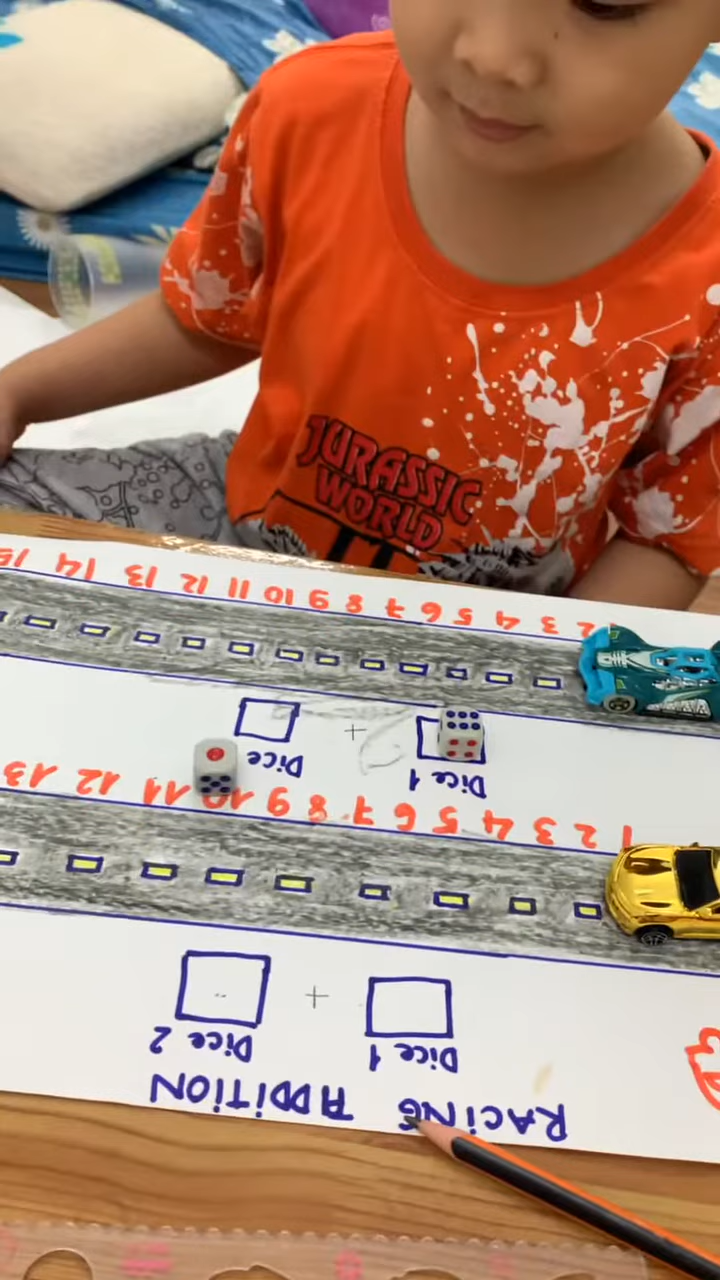 JURASSIC
WORLD
RACING ADDITION
Dice 1 Dice 2
+
1 2 3 4 5 6 7 8 9 10 11 12 13
Dice 1 Dice
+
2 3 4 5 6 7 8 9 10 11 12 13 14 15